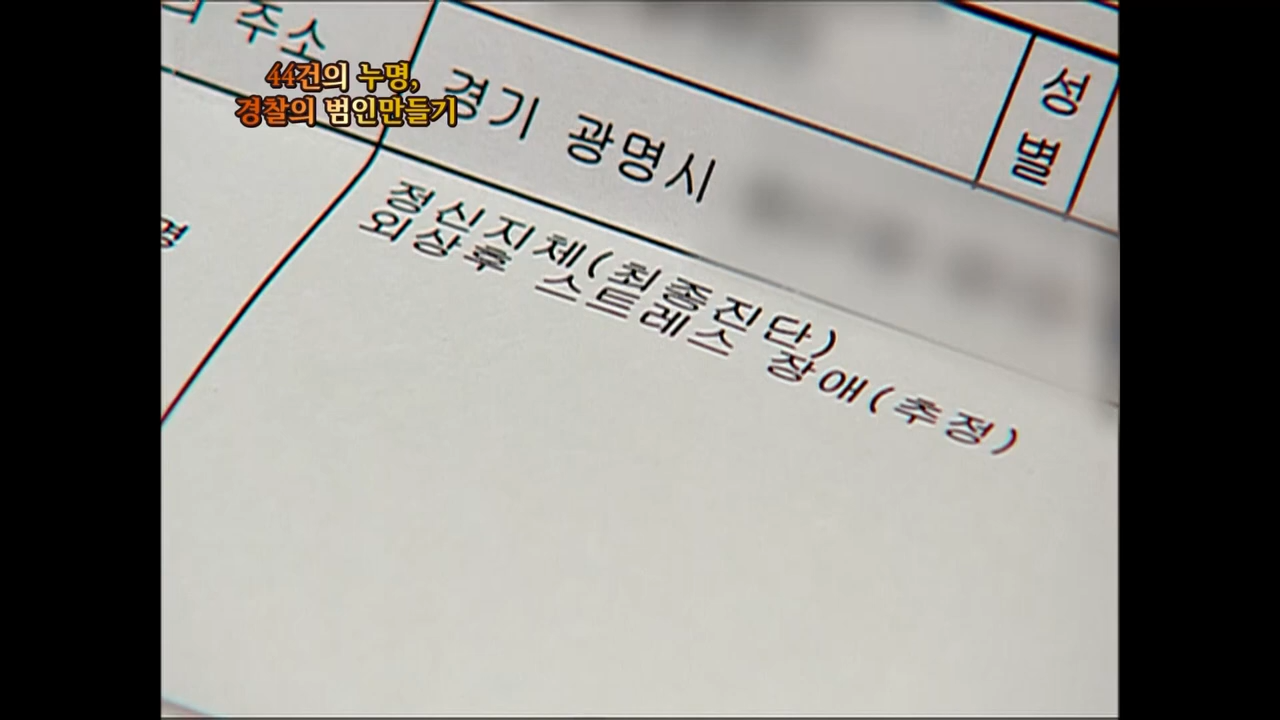 44건의 누명,
경찰의 범인만들기
의 주소
경기 광명시
성
별
명
정신지체(최종진단)
외상후 스트레스 장애(추정)